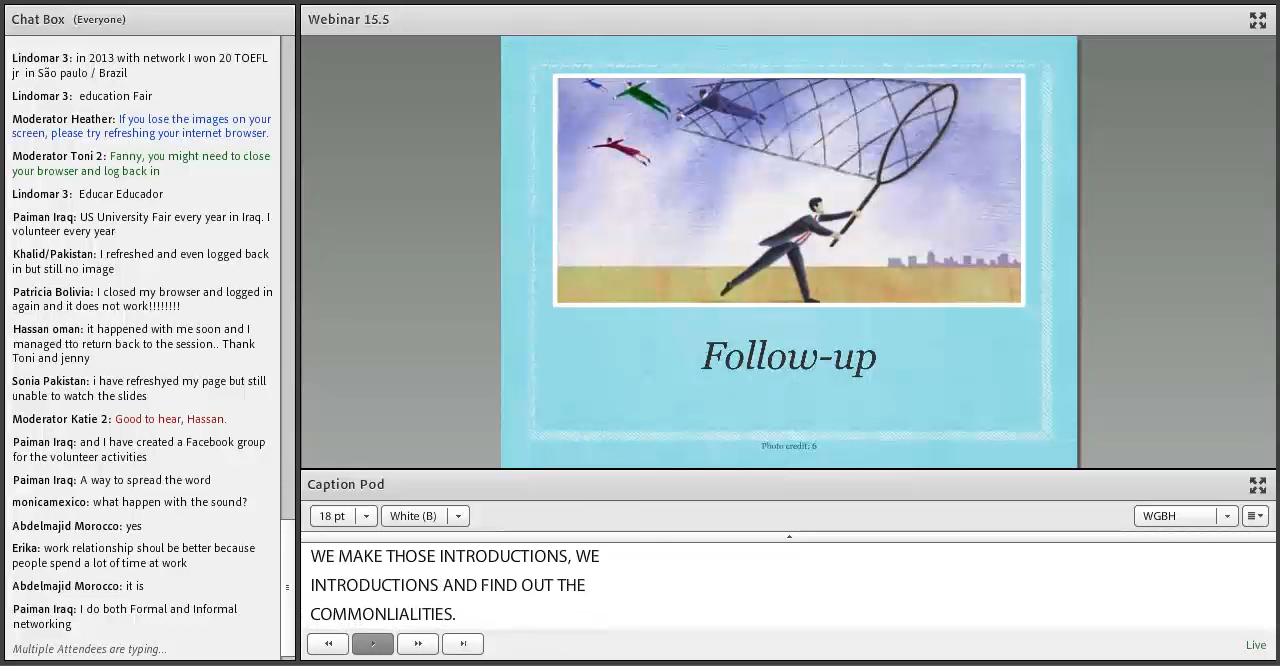 Chat Box (Everyone)
Lindomar 3: in 2013 with network I won 20 TOEFL
jr in São paulo / Brazil
Lindomar 3: education Fair
Moderator Heather: If you lose the images on your
screen, please try refreshing your internet browser.
Moderator Toni 2: Fanny, you might need to close
your browser and log back in
Lindomar 3: Educar Educador
Paiman Iraq: US University Fair every year in Iraq. I
volunteer every year
Khalid/Pakistan: I refreshed and even logged back
in but still no image
Patricia Bolivia: I closed my browser and logged in
again and it does not work!!!!!!!!
Hassan oman: it happened with me soon and I
managed tto return back to the session.. Thank
Toni and jenny
Sonia Pakistan: i have refreshyed my page but still
unable to watch the slides
Moderator Katie 2: Good to hear, Hassan.
Paiman Iraq: and I have created a Facebook group
for the volunteer activities
Paiman Iraq: A way to spread the word
monicamexico: what happen with the sound?
Abdelmajid Morocco: yes
Erika: work relationship shoul be better because
people spend a lot of time at work
Abdelmajid Morocco: it is
Paiman Iraq: I do both Formal and Informal
networking
Multiple Attendees are typing...
Webinar 15.5
Follow-up
Photo credit: 6
Caption Pod
18 pt White (B) WGBH
WE MAKE THOSE INTRODUCTIONS, WE
INTRODUCTIONS AND FIND OUT THE
COMMONLIALITIES.
Live